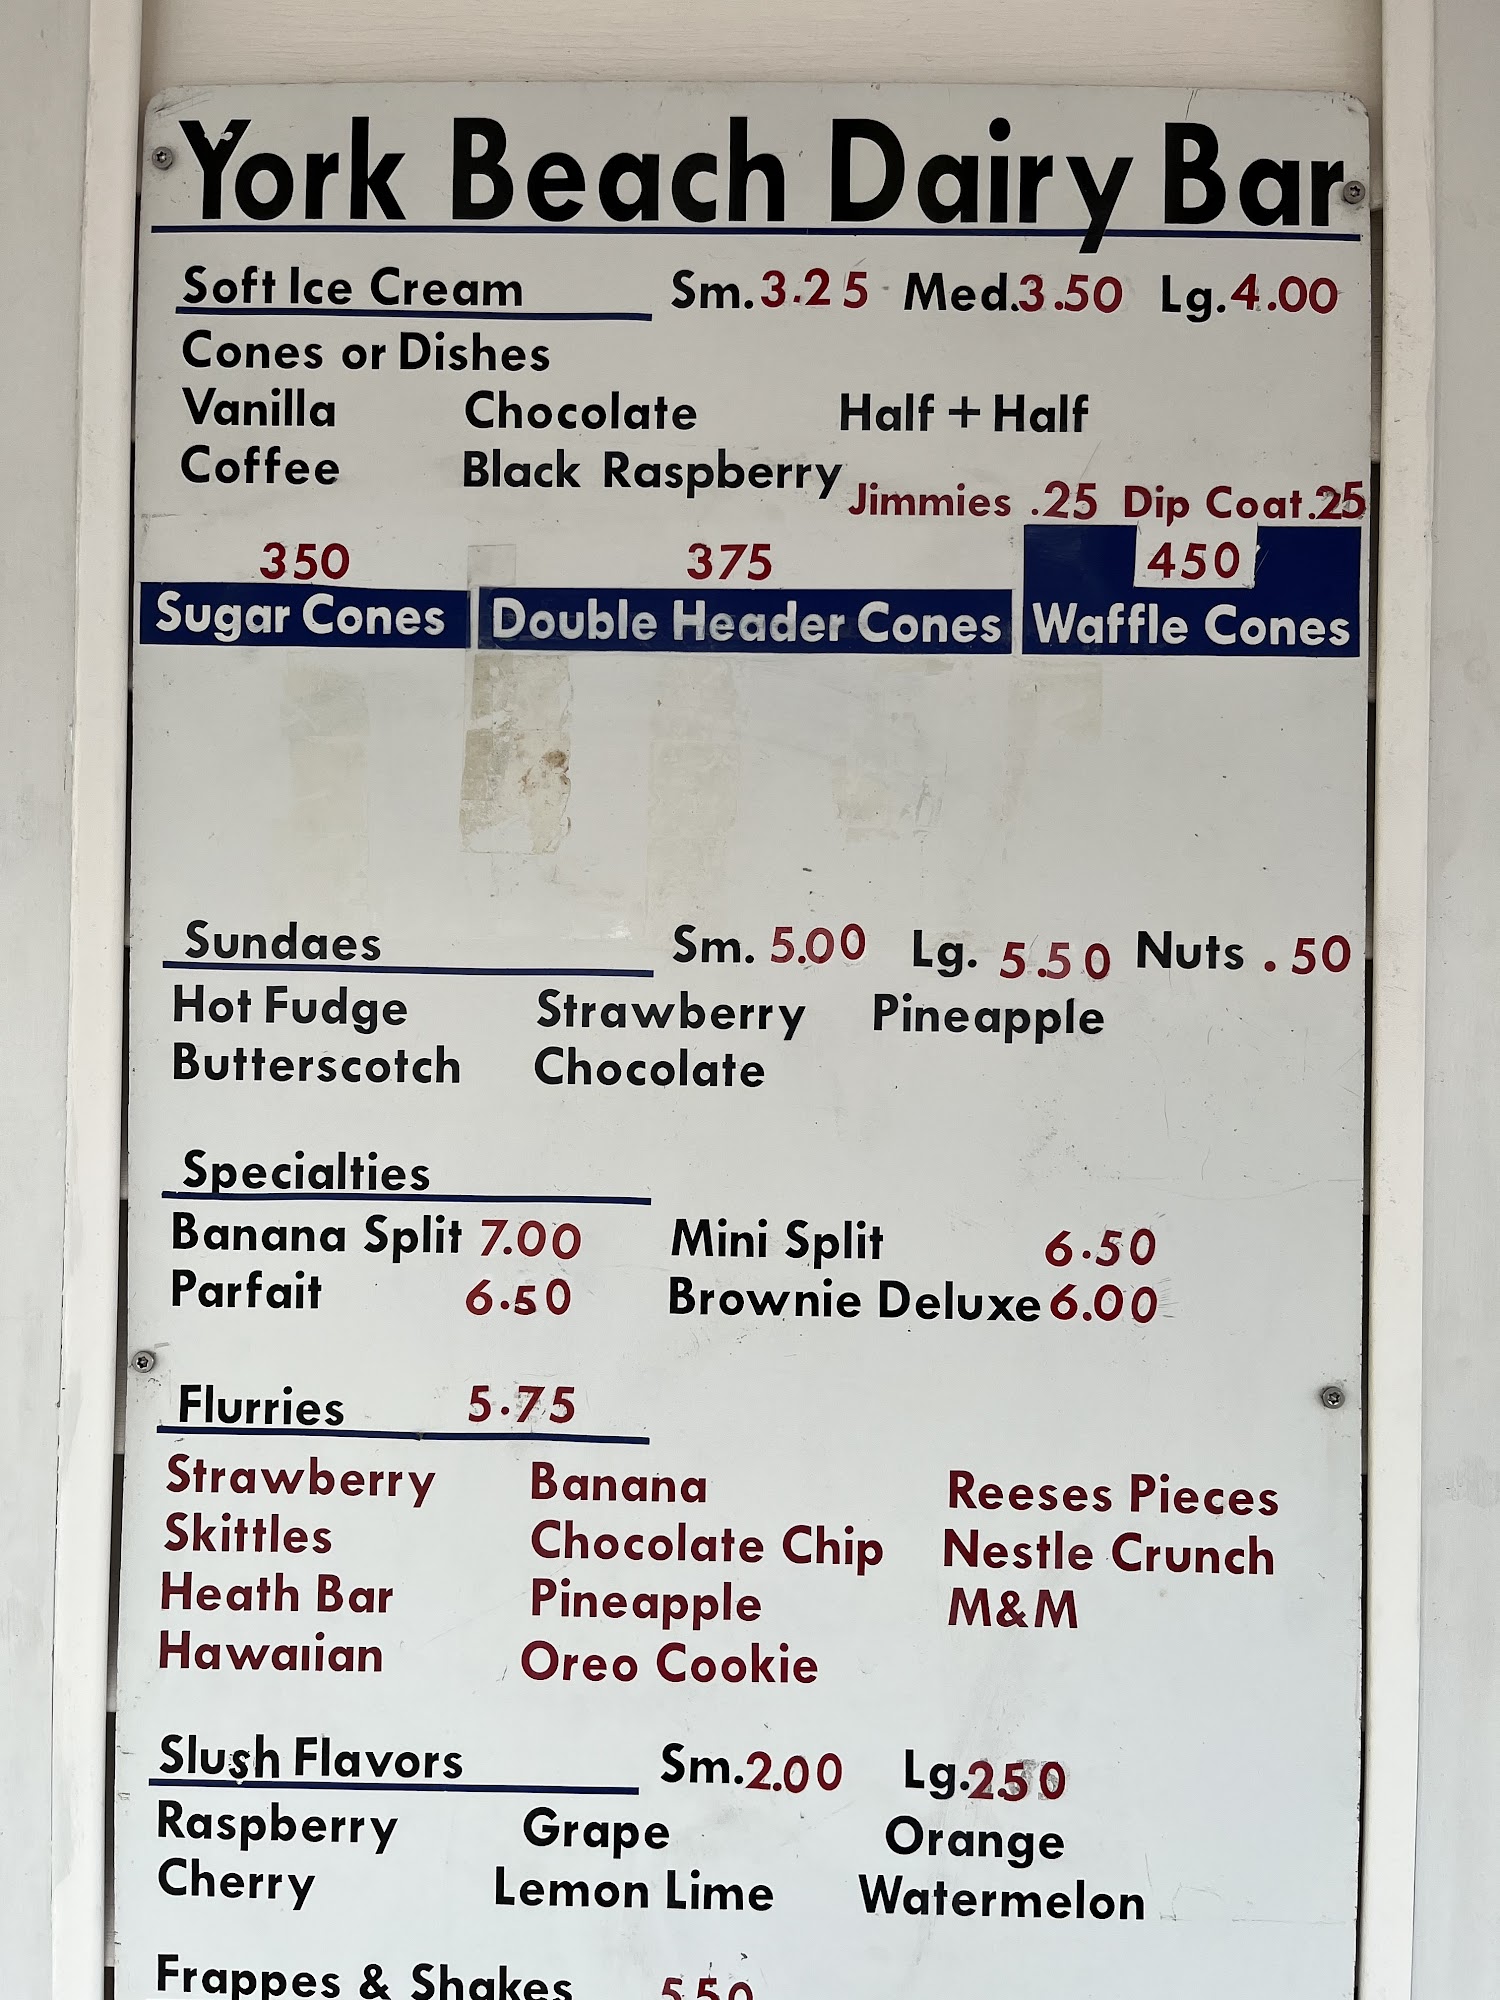 York Beach Dairy Bar
Soft Ice Cream Sm. 3.25 Med. 3.50 Lg. 4.00
Cones or Dishes
Vanilla Chocolate Half + Half
Coffee Black Raspberry
Jimmies .25 Dip Coat .25
350 375 450
Sugar Cones Double Header Cones Waffle Cones
Sundaes Sm. 5.00 Lg. 5.50 Nuts .50
Hot Fudge Strawberry Pineapple
Butterscotch Chocolate
Specialties
Banana Split 7.00 Mini Split 6.50
Parfait 6.50 Brownie Deluxe 6.00
Flurries 5.75
Strawberry Banana Reeses Pieces
Skittles Chocolate Chip Nestle Crunch
Heath Bar Pineapple M&M
Hawaiian Oreo Cookie
Slush Flavors Sm. 2.00 Lg. 250
Raspberry Grape Orange
Cherry Lemon Lime Watermelon
Frappes & Shakes 5.50